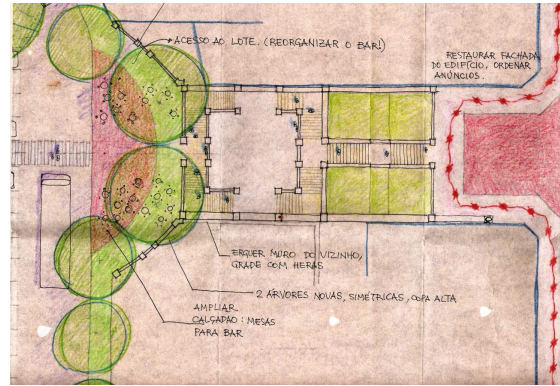 ACESSO AO LOTE. (REORGANIZAR O BAR!)
RESTAURAR FACHADA
DO EDIFÍCIO, ORDENAR
ANÚNCIOS.
ERGUER MURO DO VIZINHO,
GRADE COM HERAS
2 ÁRVORES NOVAS, SIMÉTRICAS, COPA ALTA
AMPLIAR
CALÇADÃO: MESAS
PARA BAR